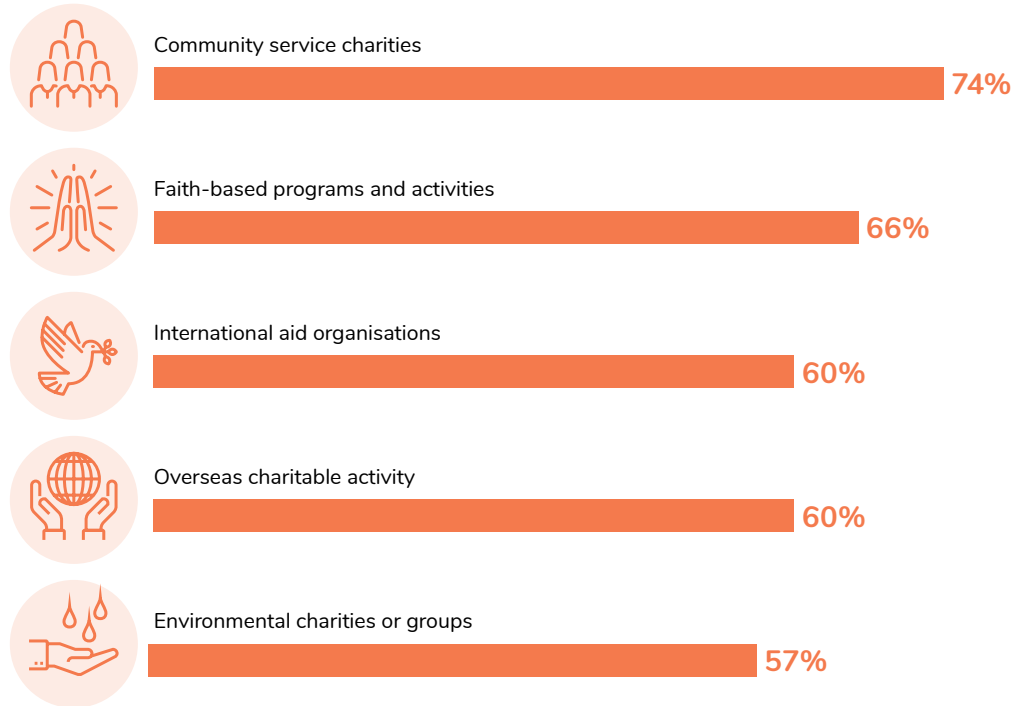 Community service charities
74%
Faith-based programs and activities
66%
International aid organisations
60%
Overseas charitable activity
60%
Environmental charities or groups
57%